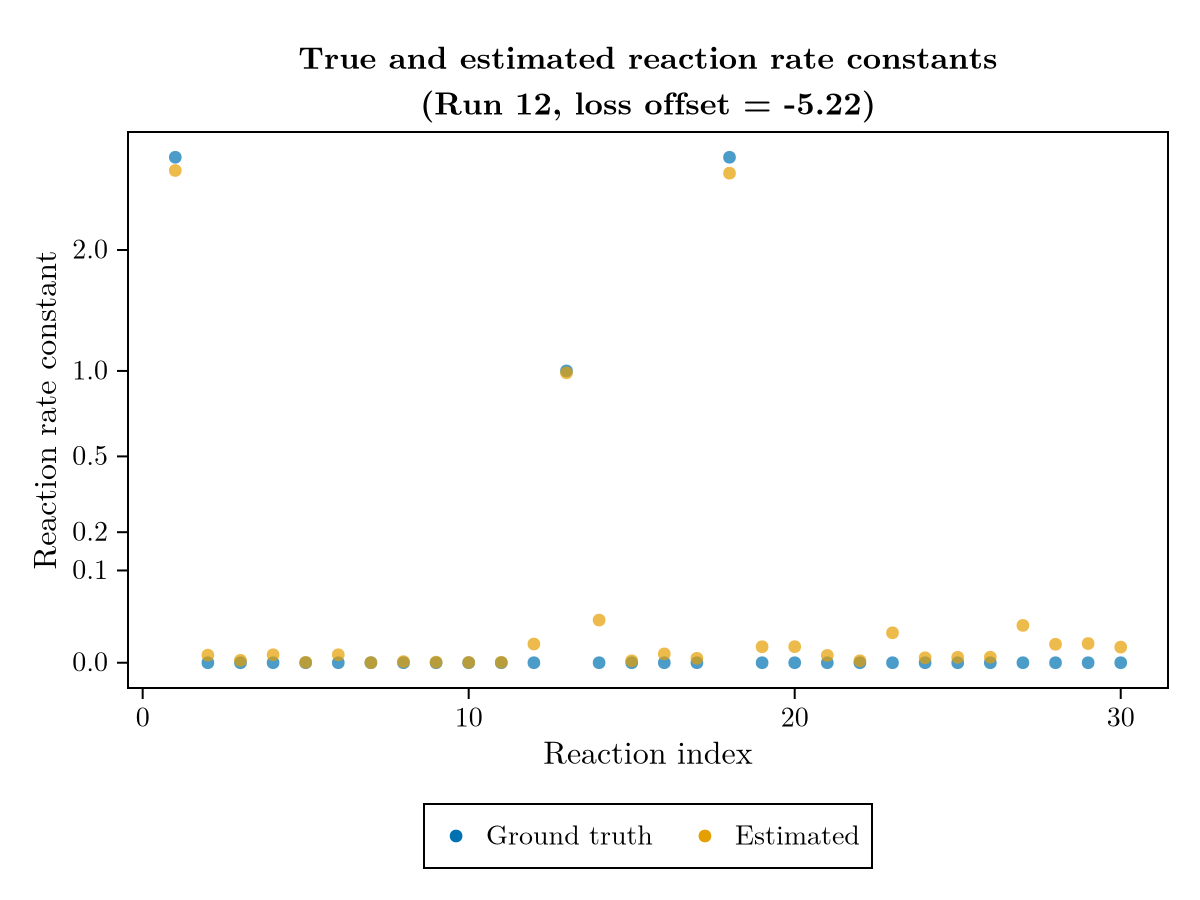 True and estimated reaction rate constants
(Run 12, loss offset = -5.22)
Reaction rate constant
2.0
1.0
0.5
0.2
0.1
0.0
0
10
20
30
Reaction index
Ground truth
Estimated